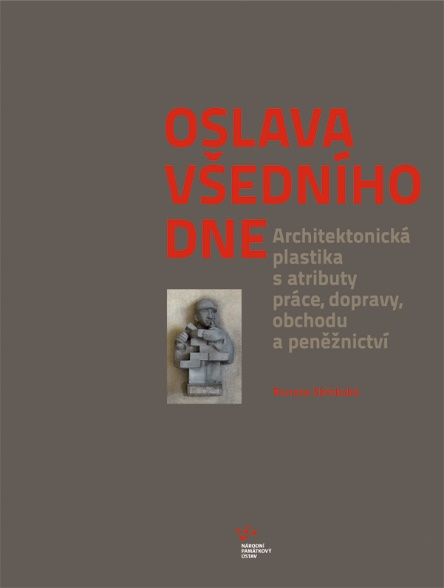 OSLAVA
VŠEDNÍHO
DNE
Architektonická
plastika
s atributy
práce, dopravy,
obchodu
a peněžnictví
NÁRODNÍ
PAMÁTKOVÝ
ÚSTAV